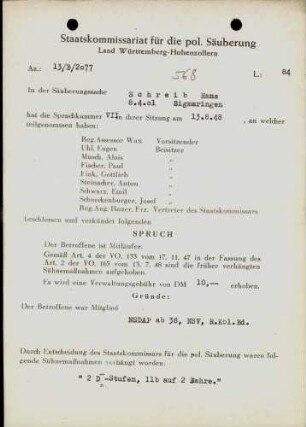 Staatskommissariat für die pol. Säuberung
Land Württemberg-Hohenzollern
Az.: 13/B/2077
568
L: 84
In der Säuberungssache S c h r e i b Hans
8.4.01 Sigmaringen
hat die Spruchkammer VII in ihrer Sitzung am 13.8.48, an welcher
teilgenommen haben:
Reg.Assessor Wux Vorsitzender
Uhl, Eugen Beisitzer
Musch, Alois "
Fischer, Paul "
Fink, Gottlich "
Steinacher, Anton "
Schwarz, Emil "
Schneckenburger, Josef "
Reg.Ang. Huner, Frz. Vertreter des Staatskommissars
beschlossen und verkündet folgenden
SPRUCH
Der Betroffene ist Mitläufer.
Gemäß Art. 4 der VO. 133 vom 17. 11. 47 in der Fassung des
Art. 2 der VO. 165 vom 13. 7. 48 sind die früher verhängten
Sühnemaßnahmen aufgehoben.
Es wird eine Verwaltungsgebühr von DM 10,-- erhoben.
Gründe:
Der Betroffene war Mitglied
NSDAP ab 38, NSV, R.Kol.Bd.
Durch Entscheidung des Staatskommissars für die pol. Säuberung waren fol-
gende Sühnemaßnahmen verhängt worden:
" 2 D.-Stufen, 11b auf 2 Jahre."